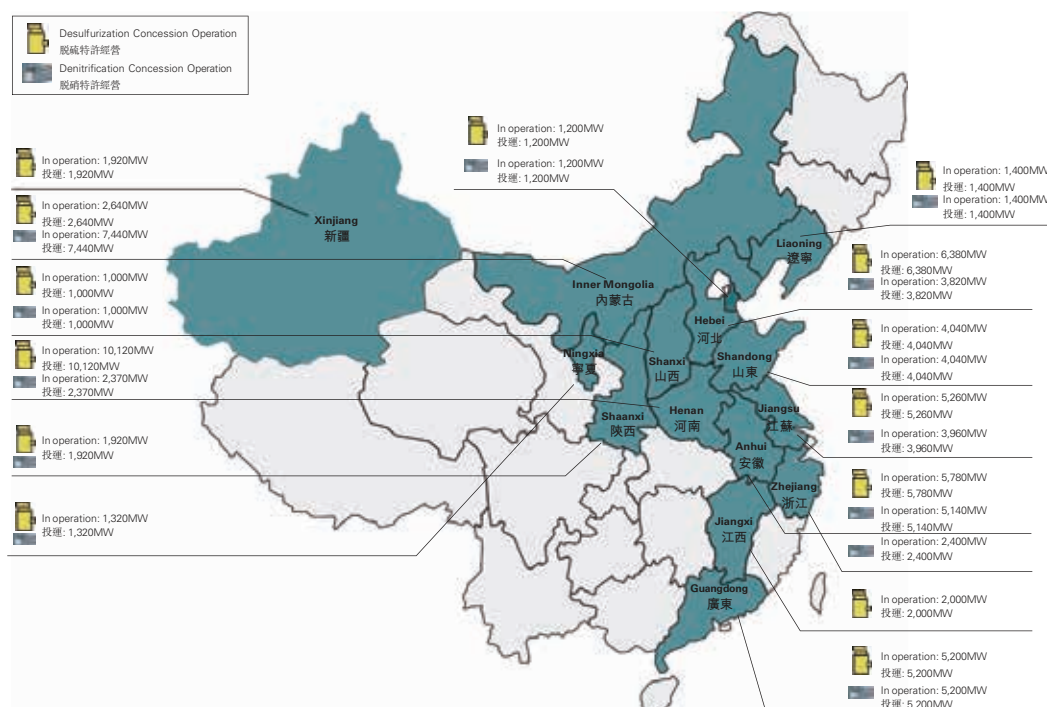 Desulfurization Concession Operation
脱硫特許經營
Denitrification Concession Operation
脱硝特許經營
In operation: 1,920MW
投運: 1,920MW
In operation: 2,640MW
投運: 2,640MW
In operation: 7,440MW
投運: 7,440MW
In operation: 1,000MW
投運: 1,000MW
In operation: 1,000MW
投運: 1,000MW
In operation: 10,120MW
投運: 10,120MW
In operation: 2,370MW
投運: 2,370MW
In operation: 1,920MW
投運: 1,920MW
In operation: 1,320MW
投運: 1,320MW
In operation: 1,200MW
投運: 1,200MW
In operation: 1,200MW
投運: 1,200MW
Xinjiang
新疆
Inner Mongolia
內蒙古
Liaoning
遼寧
Hebei
河北
Ningxia
寧夏
Shanxi
山西
Shandong
山東
Shaanxi
陝西
Henan
河南
Jiangsu
江蘇
Anhui
安徽
Zhejiang
浙江
Jiangxi
江西
Guangdong
廣東
In operation: 1,400MW
投運: 1,400MW
In operation: 1,400MW
投運: 1,400MW
In operation: 6,380MW
投運: 6,380MW
In operation: 3,820MW
投運: 3,820MW
In operation: 4,040MW
投運: 4,040MW
In operation: 4,040MW
投運: 4,040MW
In operation: 5,260MW
投運: 5,260MW
In operation: 3,960MW
投運: 3,960MW
In operation: 5,780MW
投運: 5,780MW
In operation: 5,140MW
投運: 5,140MW
In operation: 2,400MW
投運: 2,400MW
In operation: 2,000MW
投運: 2,000MW
In operation: 5,200MW
投運: 5,200MW
In operation: 5,200MW
投運: 5,200MW